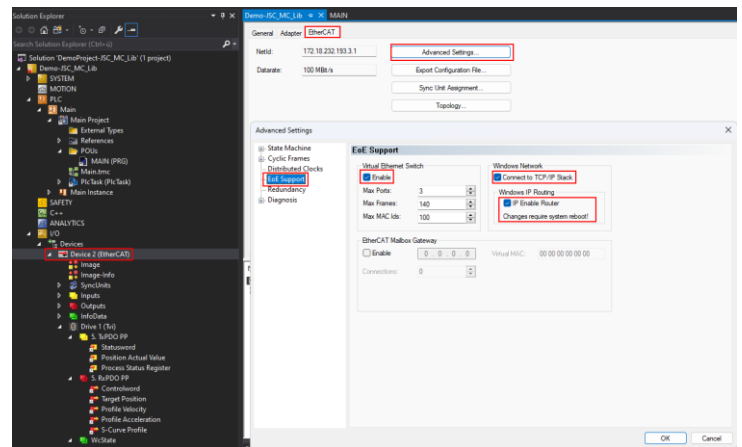 Solution Explorer
Search Solution Explorer (Ctrl+ü)
Solution 'DemoProject-JSC_MC_Lib' (1 project)
Demo-JSC_MC_Lib
SYSTEM
MOTION
PLC
Main
Main Project
External Types
References
POUs
MAIN (PRG)
Main.tmc
PlcTask (PlcTask)
Main Instance
SAFETY
C++
ANALYTICS
I/O
Devices
Device 2 (EtherCAT)
Image
Image-Info
SyncUnits
Inputs
Outputs
InfoData
Drive 1 (Tvi)
S. TxPDO PP
Statusword
Position Actual Value
Process Status Register
S. RxPDO PP
Controlword
Target Position
Profile Velocity
Profile Acceleration
S-Curve Profile
WcState
Demo-JSC_MC_Lib
MAIN
General Adapter EtherCAT
NetId: 172.18.232.193.3.1 Advanced Settings...
Datarate: 100 MBit/s Export Configuration File...
Sync Unit Assignment...
Topology...
Advanced Settings
State Machine
Cyclic Frames
Distributed Clocks
EoE Support
Redundancy
Diagnosis
EoE Support
Virtual Ethernet Switch
Enable
Max Ports: 3
Max Frames: 140
Max MAC Ids: 100
Windows Network
Connect to TCP/IP Stack
Windows IP Routing
IP Enable Router
Changes require system reboot!
EtherCAT Mailbox Gateway
Enable 0 . 0 . 0 . 0 Virtual MAC: 00 00 00 00 00 00
Connections: 0
OK Cancel